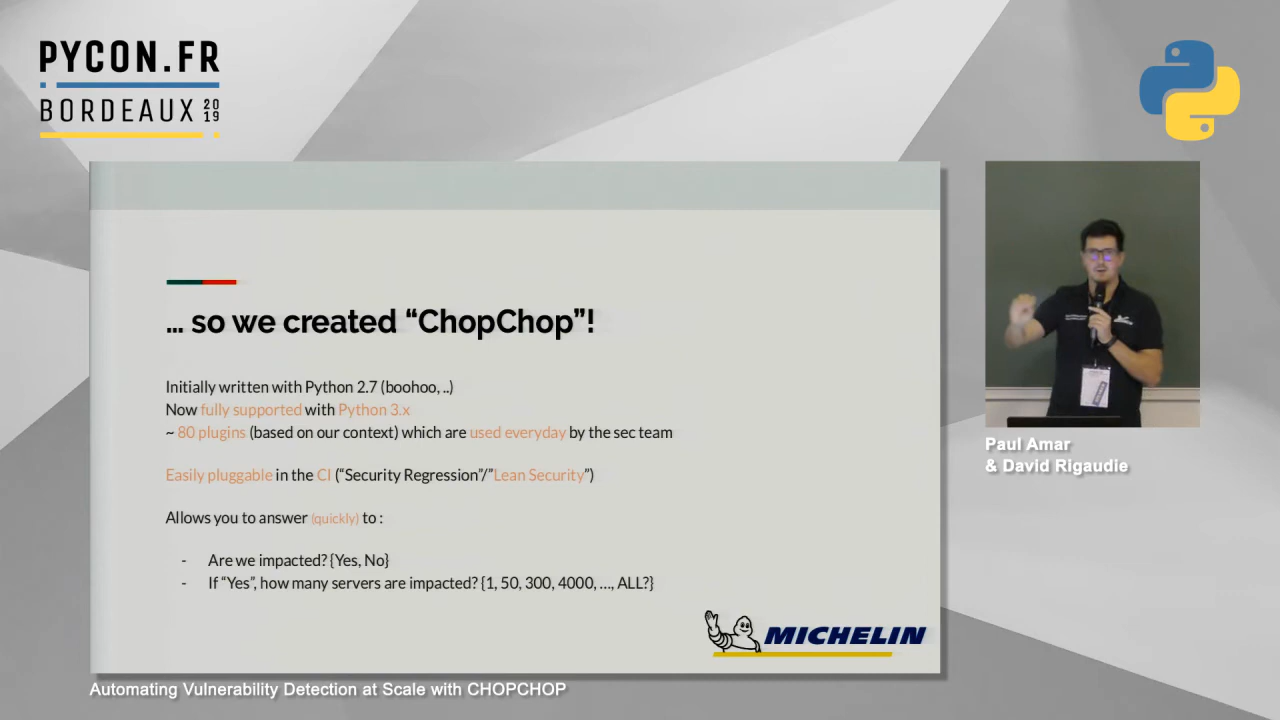 PYCON.FR
BORDEAUX 2019
… so we created “ChopChop”!
Initially written with Python 2.7 (boohoo, ..)
Now fully supported with Python 3.x
~ 80 plugins (based on our context) which are used everyday by the sec team
Easily pluggable in the CI (“Security Regression”/”Lean Security”)
Allows you to answer (quickly) to :
- Are we impacted? {Yes, No}
- If “Yes”, how many servers are impacted? {1, 50, 300, 4000, …, ALL?}
MICHELIN
Paul Amar
& David Rigaudie
Automating Vulnerability Detection at Scale with CHOPCHOP